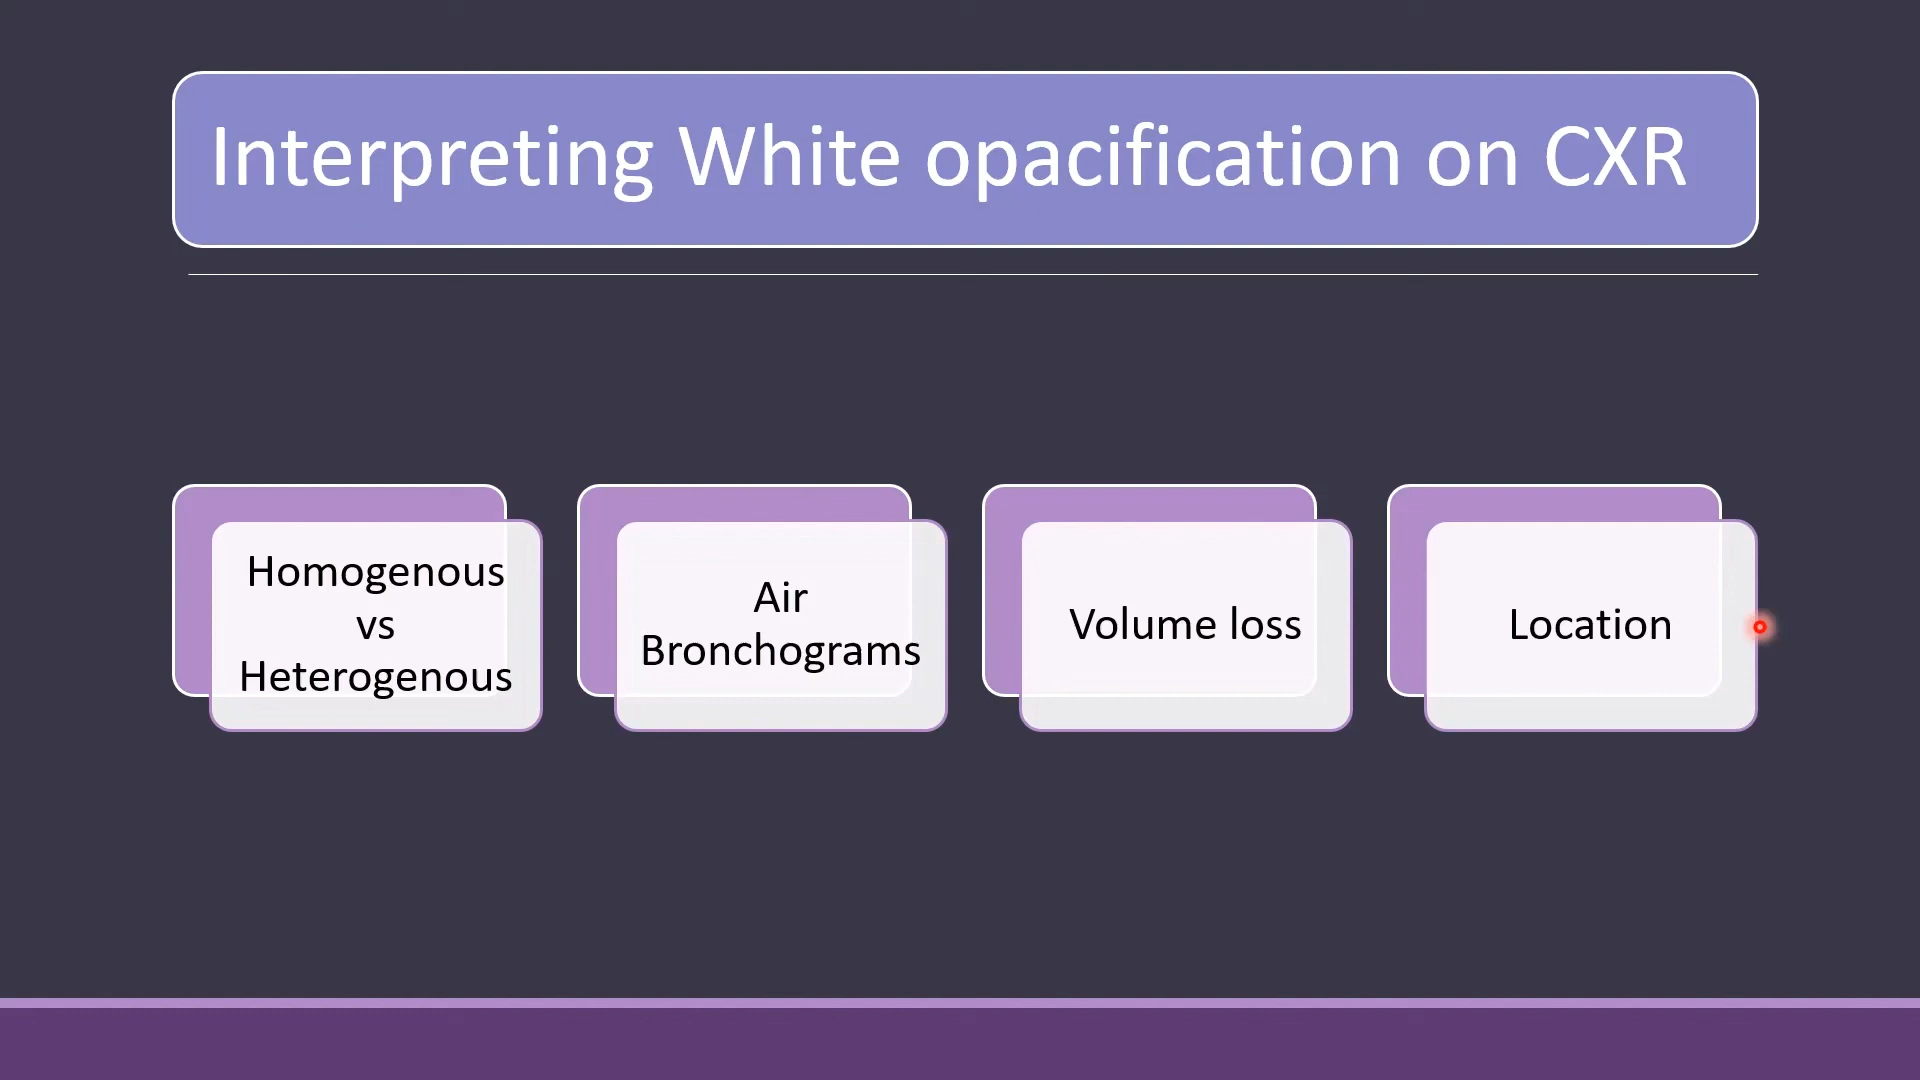 Interpreting White opacification on CXR
Homogenous
vs
Heterogenous
Air
Bronchograms
Volume loss
Location